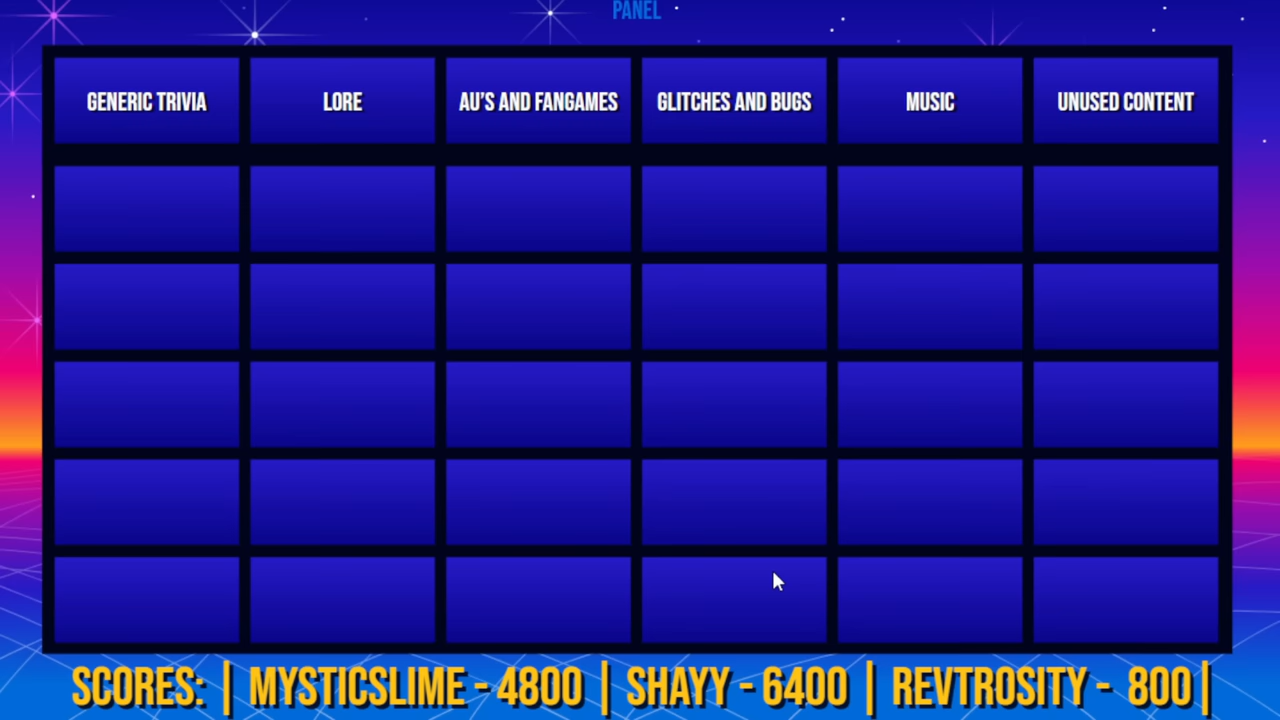 PANEL
GENERIC TRIVIA
LORE
AU'S AND FANGAMES
GLITCHES AND BUGS
MUSIC
UNUSED CONTENT
SCORES: | MYSTICSLIME - 4800 | SHAYY - 6400 | REVTROSITY - 800 |